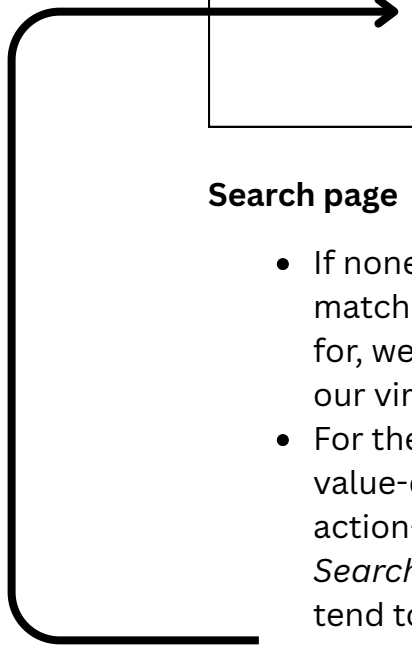 Search page
• If none
match
for, we
our vir
• For the
value-
action-
Search
tend to